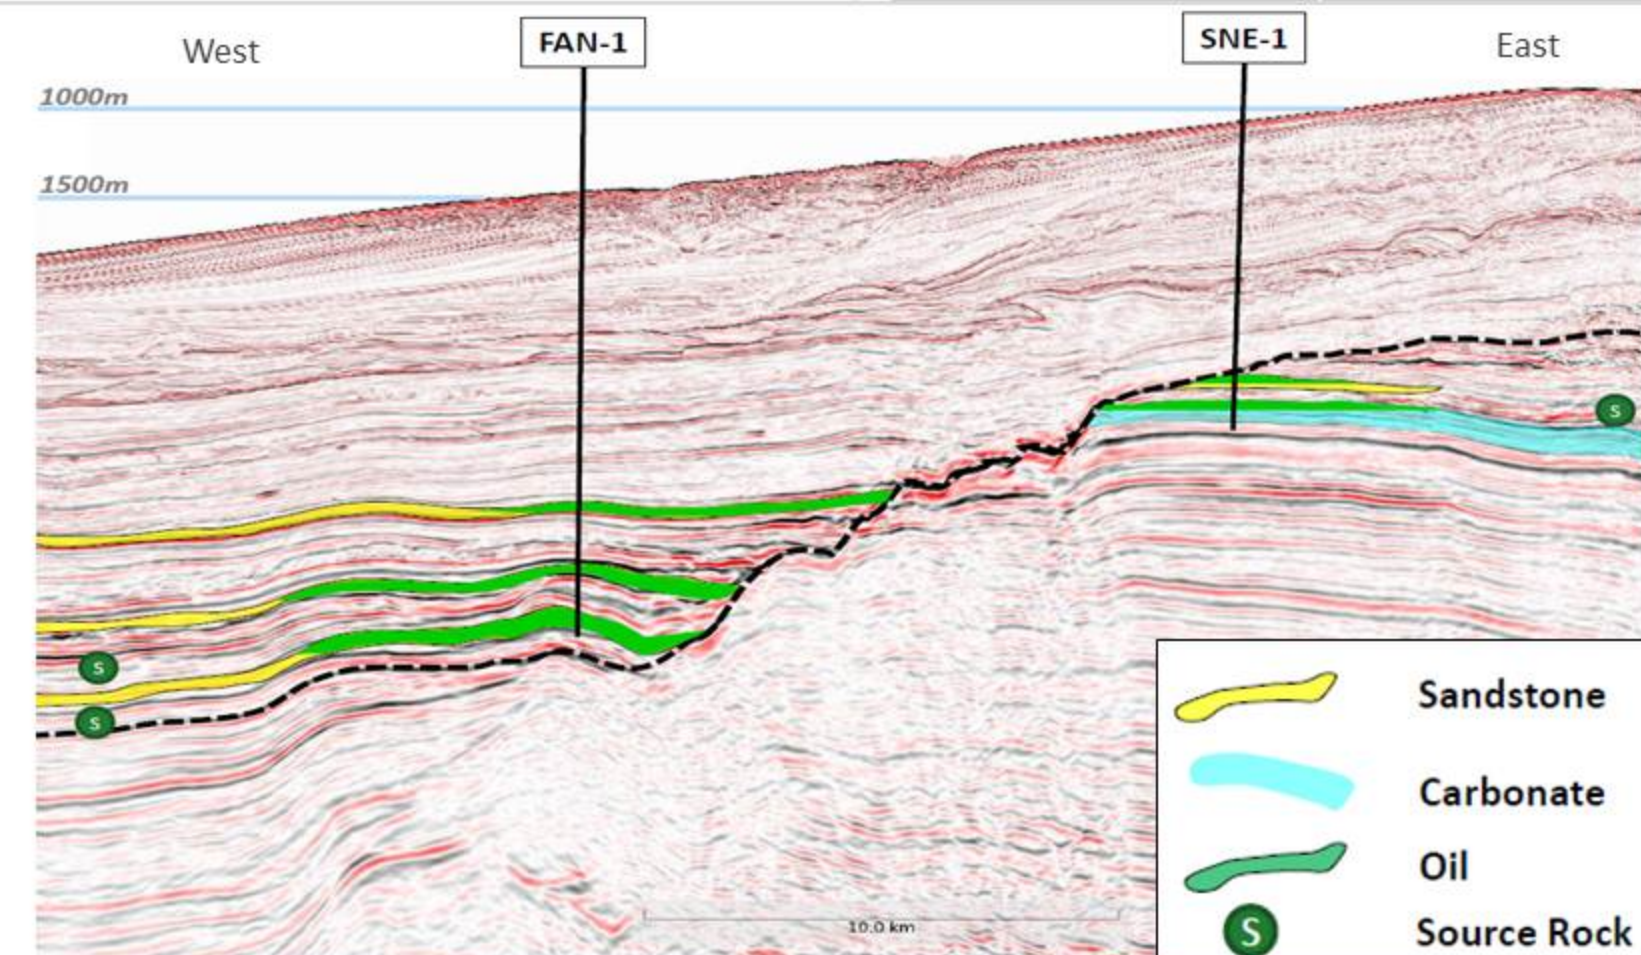 West
FAN-1
SNE-1
East
1000m
1500m
S
S
S
Sandstone
Carbonate
Oil
S Source Rock
10.0 km